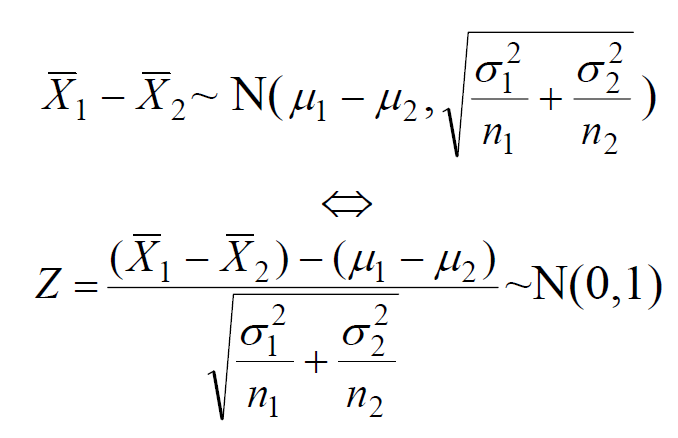 X̅₁ − X̅₂ ~ N( μ₁ − μ₂ , √(σ₁²/n₁ + σ₂²/n₂) )
⇔
Z = ((X̅₁ − X̅₂) − (μ₁ − μ₂)) / √(σ₁²/n₁ + σ₂²/n₂) ~N(0,1)